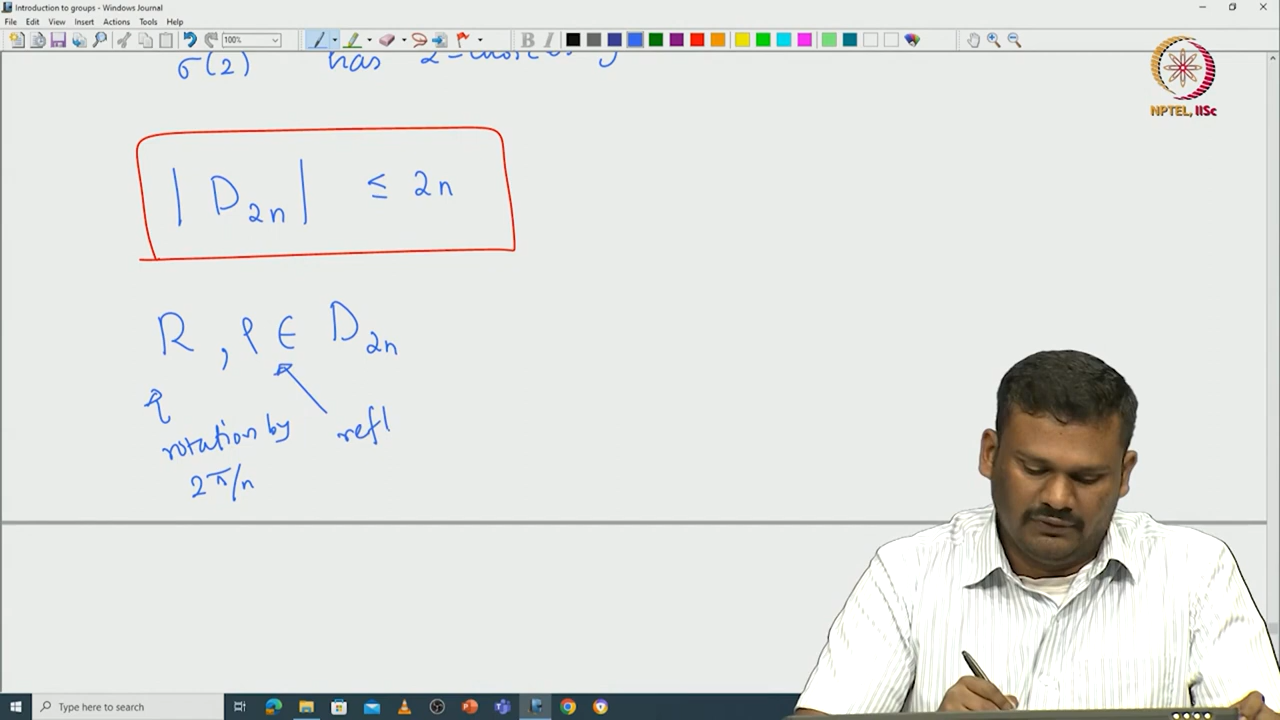 Introduction to groups - Windows Journal
File Edit View Insert Actions Tools Help
100%
σ(2) has
NPTEL, IISc
| D₂ₙ | ≤ 2n
R , ρ ∈ D₂ₙ
rotation by refl
2π/n
Type here to search